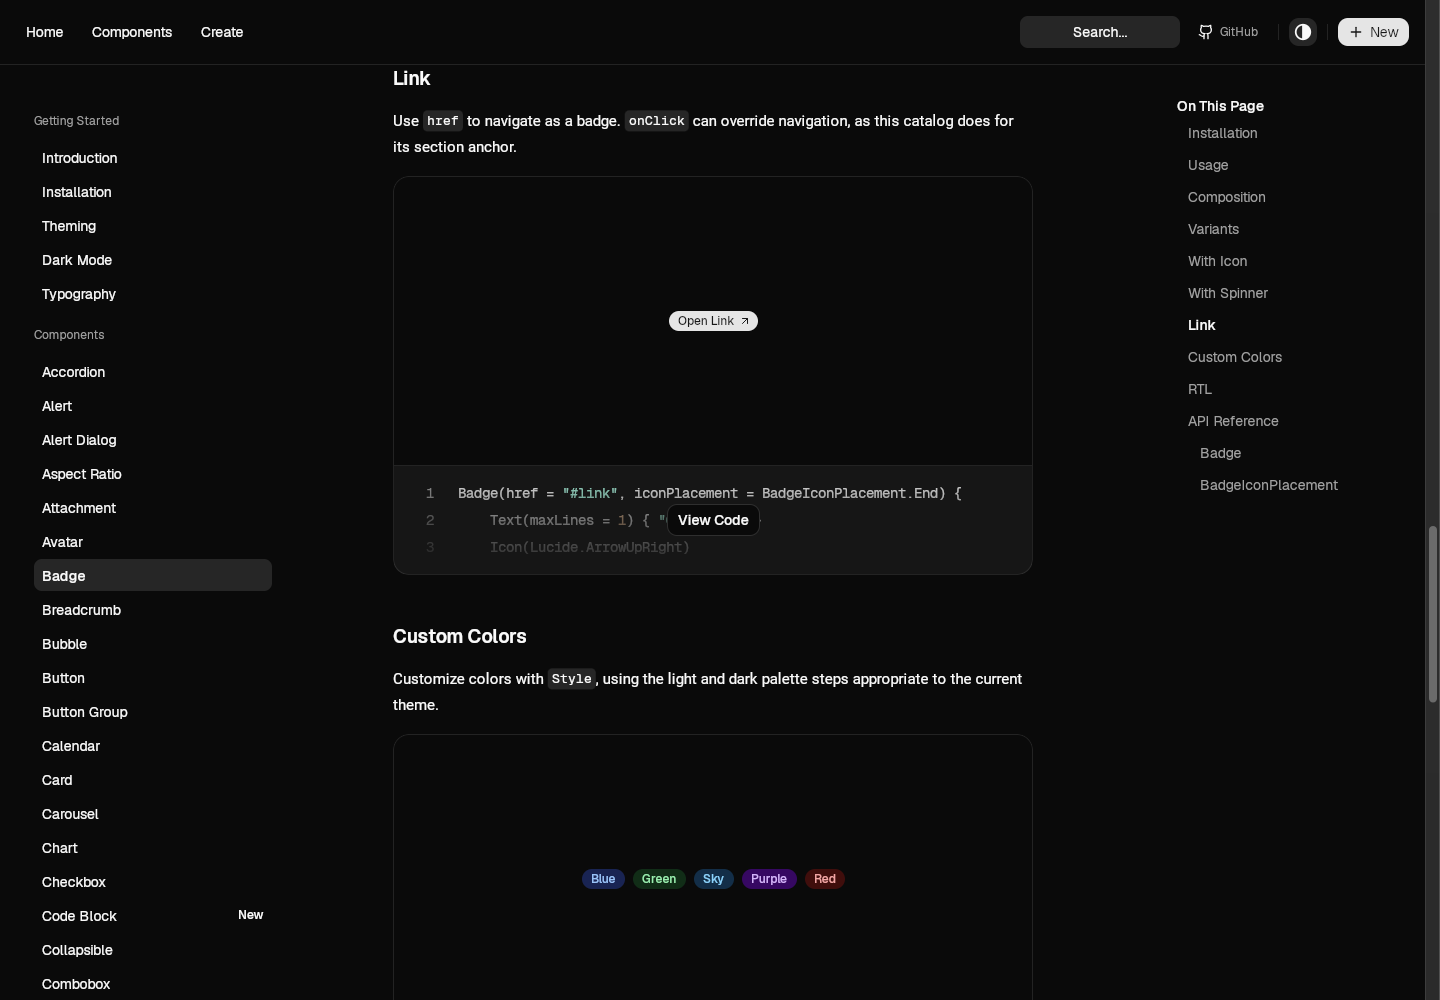 Home
Components
Create
Search...
GitHub
New
Getting Started
Introduction
Installation
Theming
Dark Mode
Typography
Components
Accordion
Alert
Alert Dialog
Aspect Ratio
Attachment
Avatar
Badge
Breadcrumb
Bubble
Button
Button Group
Calendar
Card
Carousel
Chart
Checkbox
Code Block New
Collapsible
Combobox
Link
Use href to navigate as a badge. onClick can override navigation, as this catalog does for
its section anchor.
Open Link
1 Badge(href = "#link", iconPlacement = BadgeIconPlacement.End) {
2 Text(maxLines = 1) { "
View Code
3 Icon(Lucide.ArrowUpRight)
Custom Colors
Customize colors with Style, using the light and dark palette steps appropriate to the current
theme.
Blue
Green
Sky
Purple
Red
On This Page
Installation
Usage
Composition
Variants
With Icon
With Spinner
Link
Custom Colors
RTL
API Reference
Badge
BadgeIconPlacement